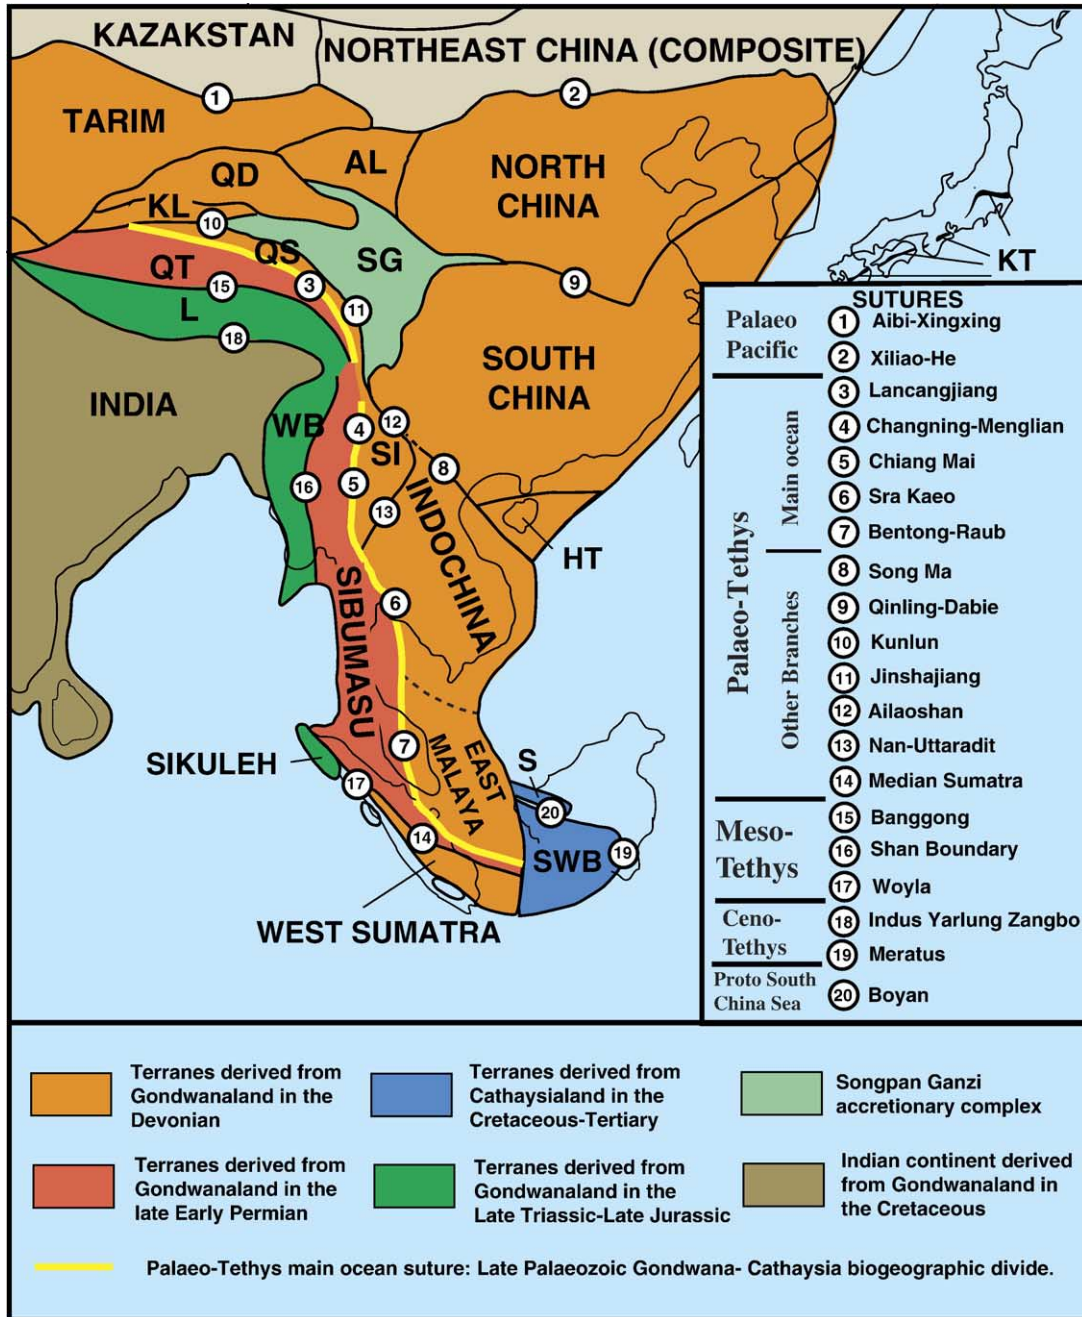 KAZAKSTAN
NORTHEAST CHINA (COMPOSITE)
1
2
TARIM
AL
NORTH
CHINA
QD
KL
10
QS
SG
KT
QT
3
9
15
11
L
18
SOUTH
CHINA
INDIA
WB
4
12
SI
8
16
5
13
INDOCHINA
HT
SIBUMASU
6
7
EAST
MALAYA
SIKULEH
S
17
20
14
SWB
19
WEST SUMATRA
SUTURES
Palaeo
Pacific
1 Aibi-Xingxing
2 Xiliao-He
Palaeo-Tethys
Main ocean
3 Lancangjiang
4 Changning-Menglian
5 Chiang Mai
6 Sra Kaeo
7 Bentong-Raub
Other Branches
8 Song Ma
9 Qinling-Dabie
10 Kunlun
11 Jinshajiang
12 Ailaoshan
13 Nan-Uttaradit
14 Median Sumatra
Meso-
Tethys
15 Banggong
16 Shan Boundary
17 Woyla
Ceno-
Tethys
18 Indus Yarlung Zangbo
19 Meratus
Proto South
China Sea
20 Boyan
Terranes derived from
Gondwanaland in the
Devonian
Terranes derived from
Cathaysialand in the
Cretaceous-Tertiary
Songpan Ganzi
accretionary complex
Terranes derived from
Gondwanaland in the
late Early Permian
Terranes derived from
Gondwanaland in the
Late Triassic-Late Jurassic
Indian continent derived
from Gondwanaland in
the Cretaceous
Palaeo-Tethys main ocean suture: Late Palaeozoic Gondwana- Cathaysia biogeographic divide.